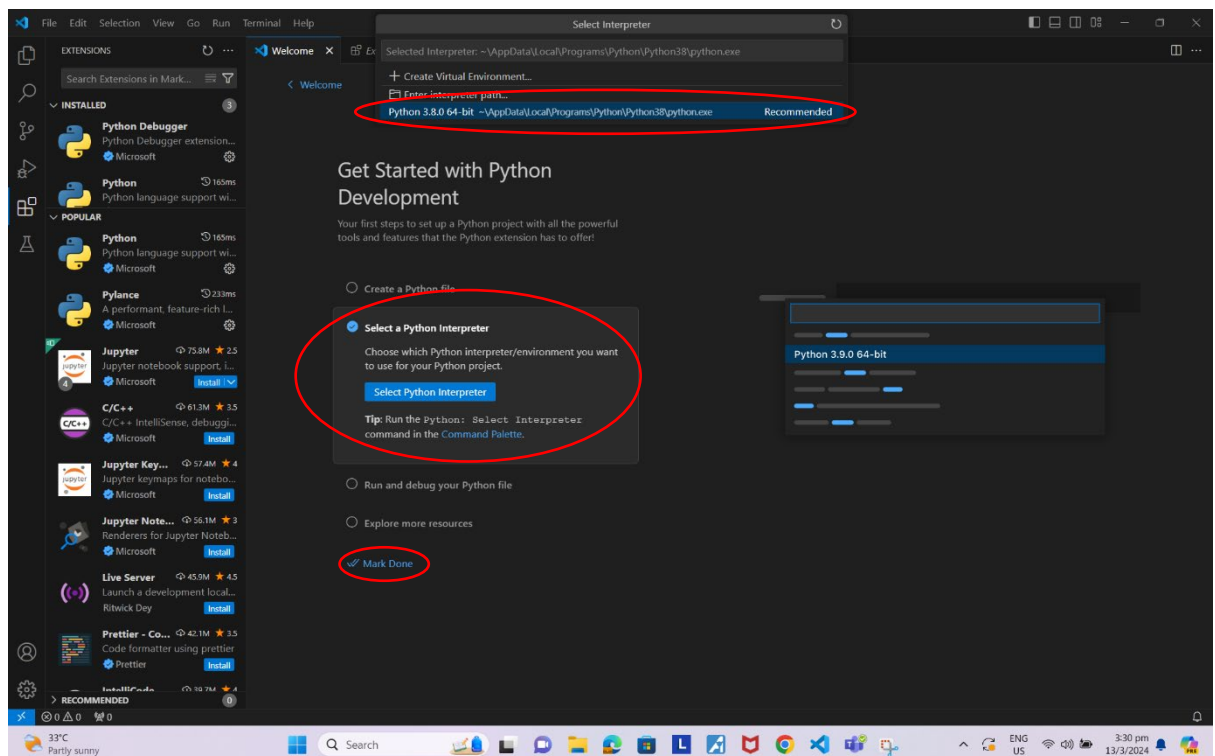 File Edit Selection View Go Run Terminal Help
Select Interpreter
Selected Interpreter: ~\AppData\Local\Programs\Python\Python38\python.exe
Create Virtual Environment...
Enter interpreter path...
Python 3.8.0 64-bit ~\AppData\Local\Programs\Python\Python38\python.exe Recommended
EXTENSIONS
Search Extensions in Mark...
INSTALLED 3
Python Debugger
Python Debugger extension...
Microsoft
Python 165ms
Python language support wi...
POPULAR
Python 165ms
Python language support wi...
Microsoft
Pylance 233ms
A performant, feature-rich l...
Microsoft
Jupyter 75.8M 2.5
Jupyter notebook support, i...
4 Microsoft Install
C/C++ 61.3M 3.5
C/C++ IntelliSense, debuggi...
Microsoft Install
Jupyter Key... 57.4M 4
Jupyter keymaps for notebo...
Microsoft Install
Jupyter Note... 56.1M 3
Renderers for Jupyter Noteb...
Microsoft Install
Live Server 45.9M 4.5
Launch a development local...
Ritwick Dey Install
Prettier - Co... 42.1M 3.5
Code formatter using prettier
Prettier Install
IntelliCode 39.7M 4
RECOMMENDED 0
Welcome Ex
Welcome
Get Started with Python
Development
Your first steps to set up a Python project with all the powerful
tools and features that the Python extension has to offer!
Create a Python file
Select a Python Interpreter
Choose which Python interpreter/environment you want
to use for your Python project.
Select Python Interpreter
Tip: Run the Python: Select Interpreter
command in the Command Palette.
Run and debug your Python file
Explore more resources
Mark Done
Python 3.9.0 64-bit
0 0 0
33°C
Partly sunny
Search
ENG
US
3:30 pm
13/3/2024